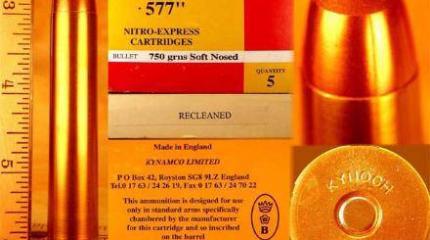 577"
NITRO-EXPRESS
CARTRIDGES
BULLET 750 grns Soft Nosed
QUANTITY
5
RECLEANED
Made in England
KYNAMCO LIMITED
P O Box 42, Royston SG8 9LZ England
Tel.0 17 63 / 24 26 19, Fax 0 17 63 / 24 70 22
This ammunition is designed for use
only in standard arms specifically
chambered by the manufacturer
for this cartridge and so inscribed
on the barrel
B
KYNOCH
3
4
5